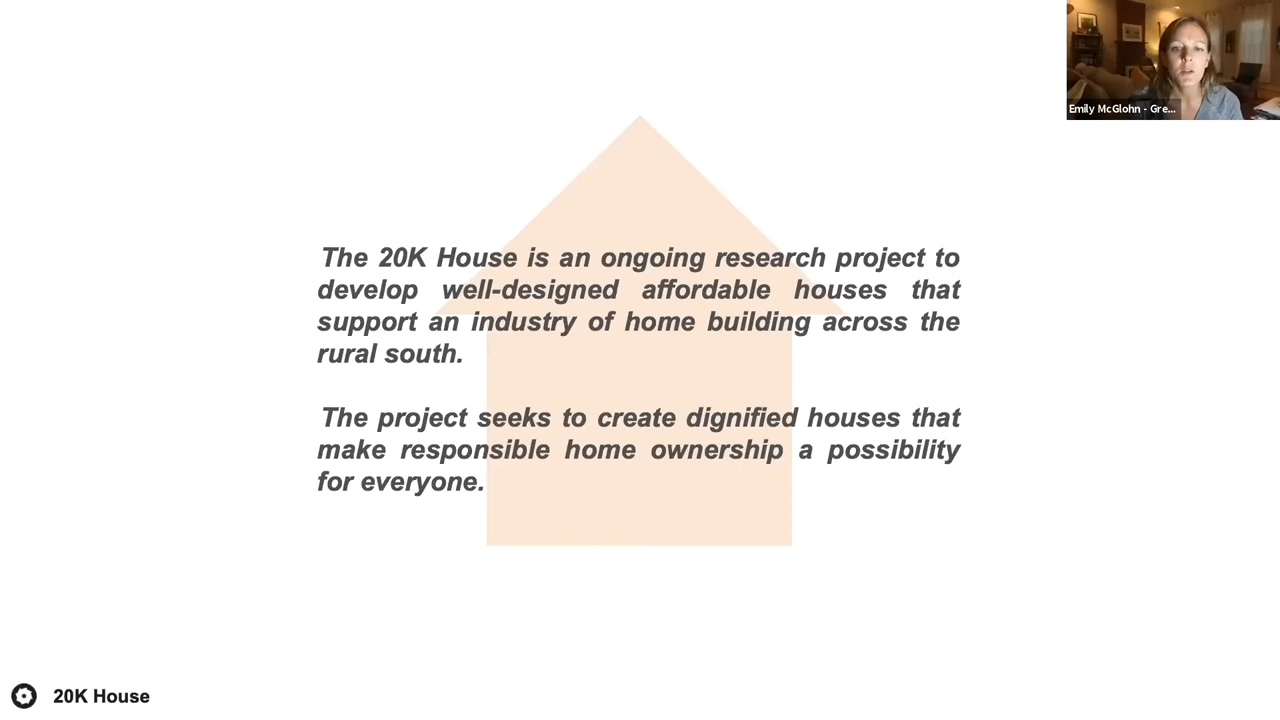 Emily McGlohn - Gre...
The 20K House is an ongoing research project to
develop well-designed affordable houses that
support an industry of home building across the
rural south.
The project seeks to create dignified houses that
make responsible home ownership a possibility
for everyone.
20K House